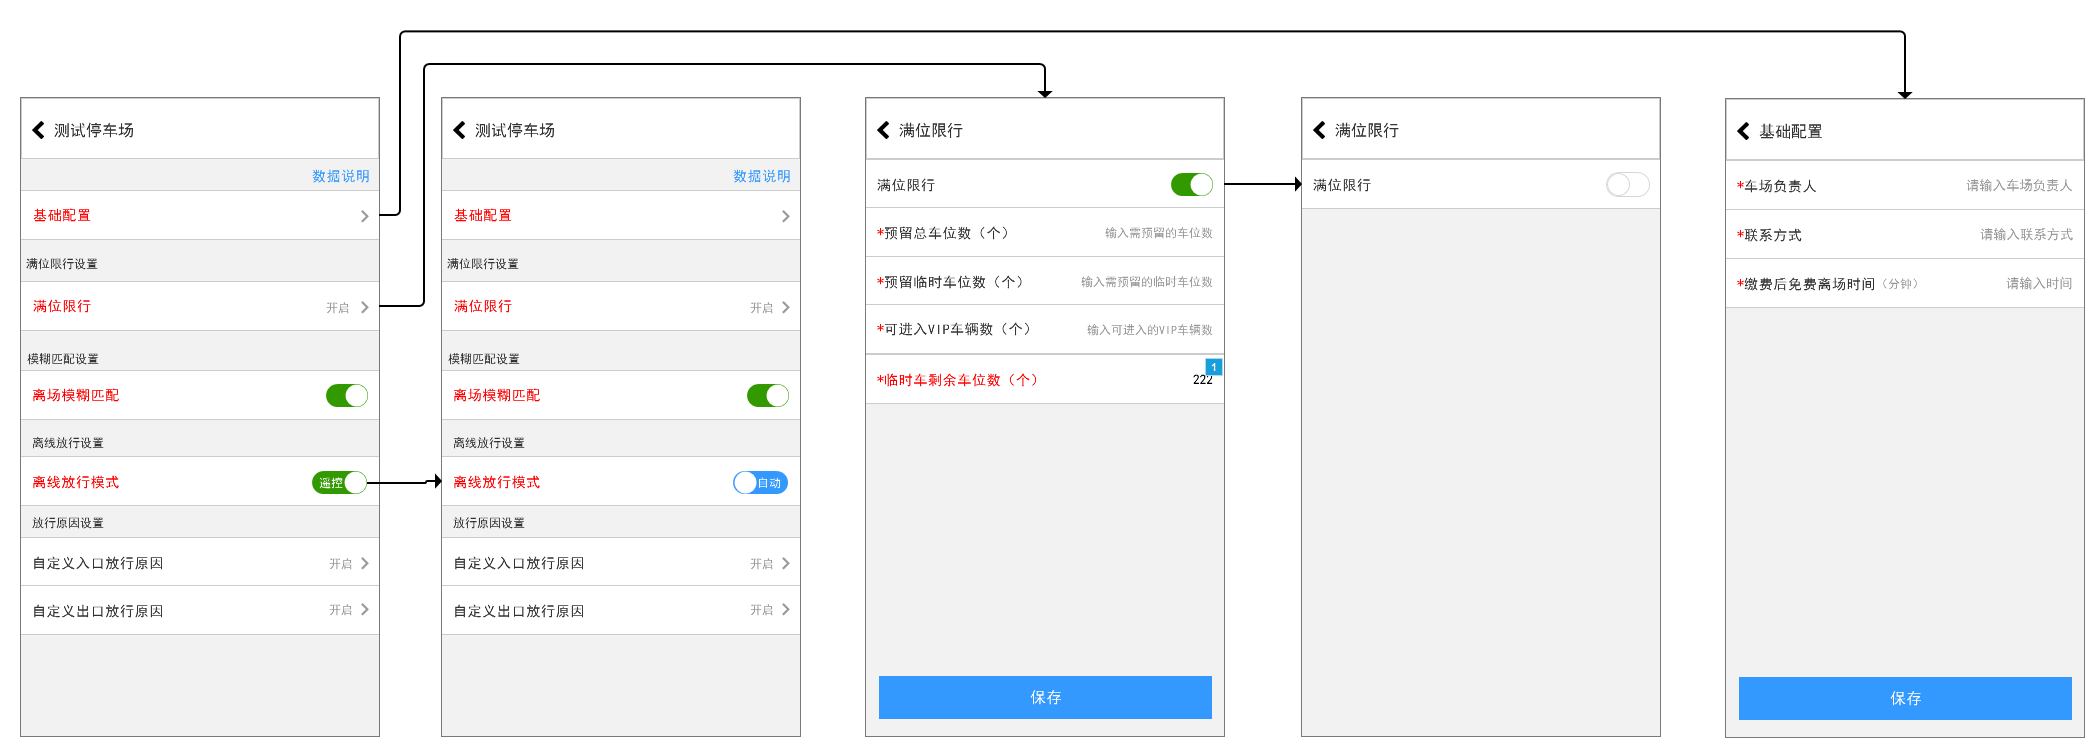 测试停车场
数据说明
基础配置
满位限行设置
满位限行
开启
模糊匹配设置
离场模糊匹配
离线放行设置
离线放行模式
遥控
放行原因设置
自定义入口放行原因
开启
自定义出口放行原因
开启
测试停车场
数据说明
基础配置
满位限行设置
满位限行
开启
模糊匹配设置
离场模糊匹配
离线放行设置
离线放行模式
自动
放行原因设置
自定义入口放行原因
开启
自定义出口放行原因
开启
满位限行
满位限行
*预留总车位数（个） 输入需预留的车位数
*预留临时车位数（个） 输入需预留的临时车位数
*可进入VIP车辆数（个） 输入可进入的VIP车辆数
1
*临时车剩余车位数（个） 222
保存
满位限行
满位限行
基础配置
*车场负责人 请输入车场负责人
*联系方式 请输入联系方式
*缴费后免费离场时间（分钟） 请输入时间
保存